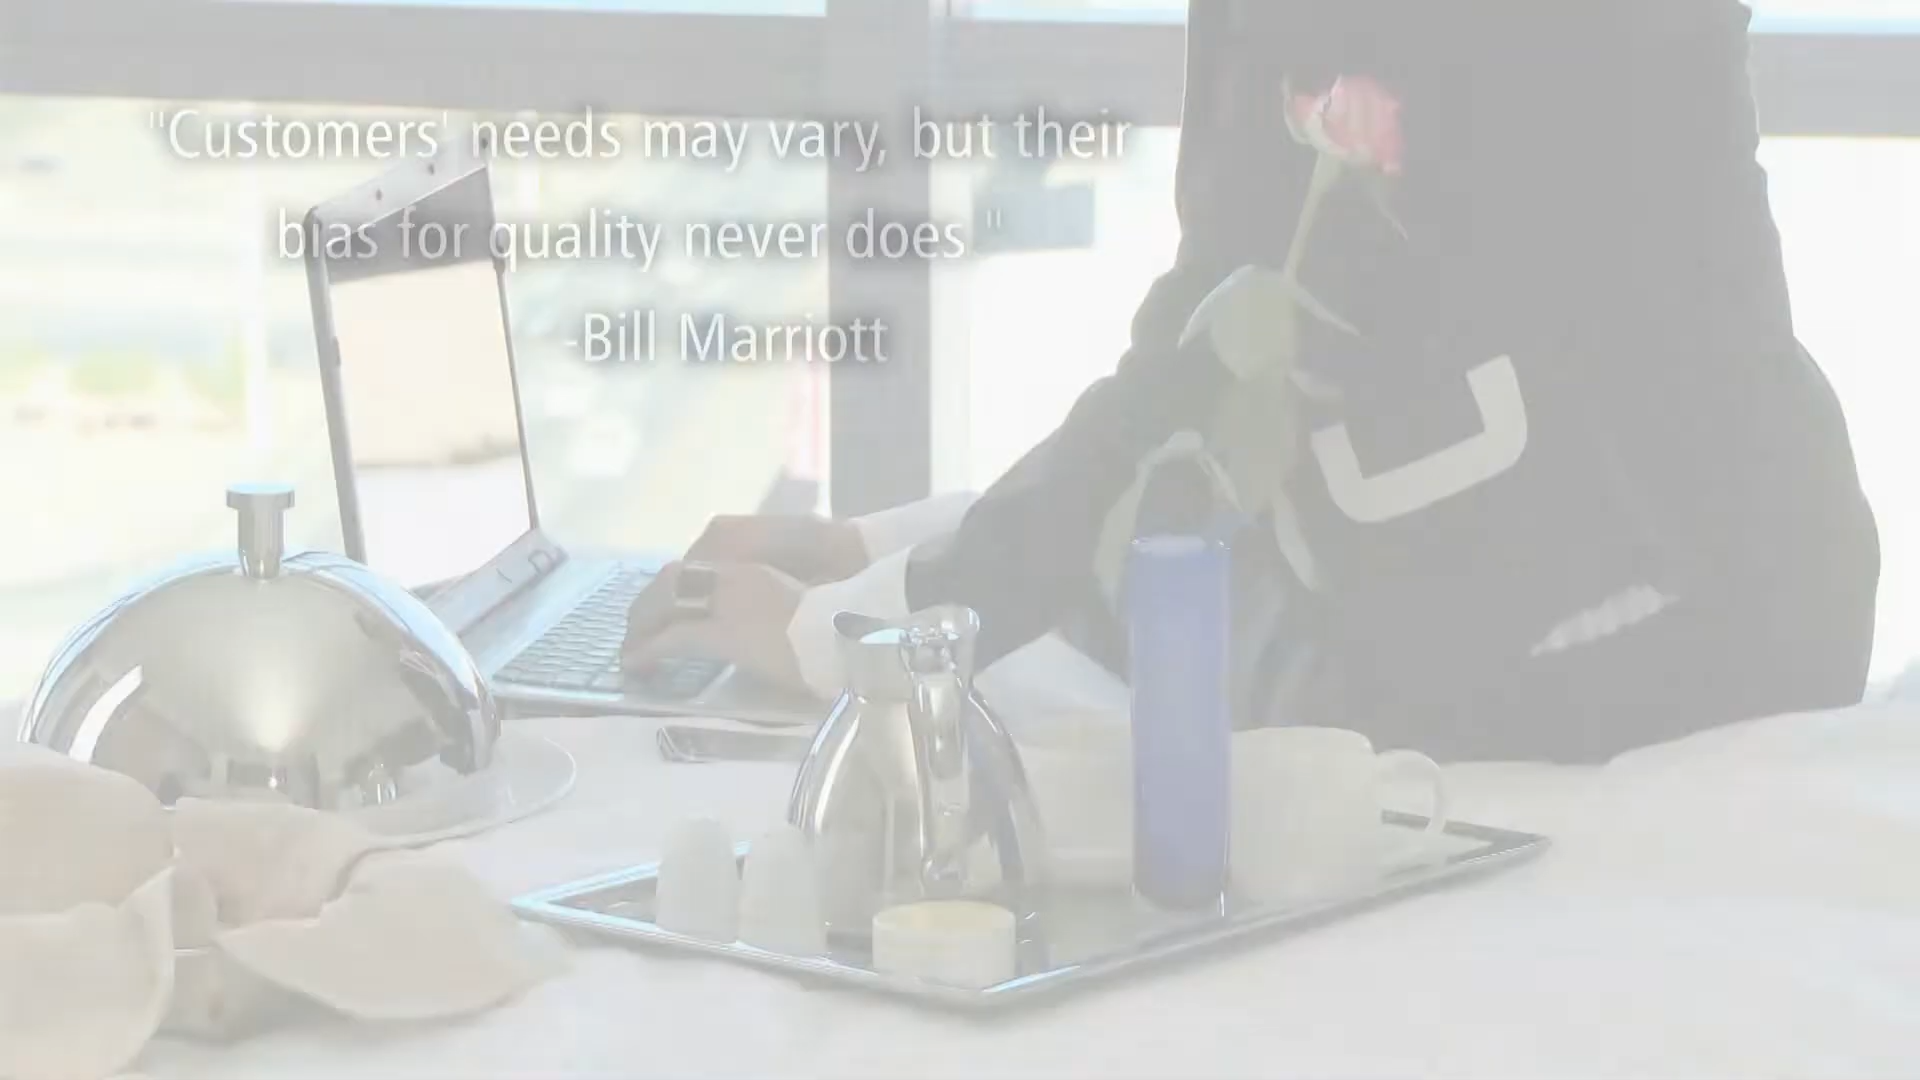 "Customers' needs may vary, but their
bias for quality never does "
-Bill Marriott